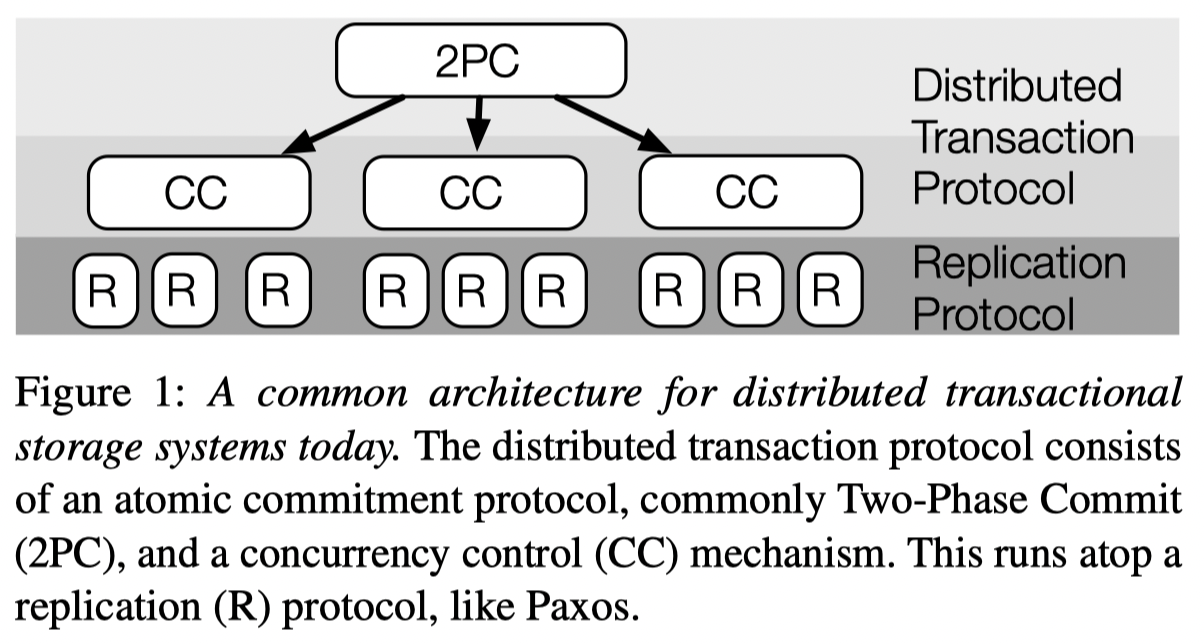 2PC
Distributed
Transaction
Protocol
CC CC CC
R R R R R R R R R
Replication
Protocol
Figure 1: A common architecture for distributed transactional
storage systems today. The distributed transaction protocol consists
of an atomic commitment protocol, commonly Two-Phase Commit
(2PC), and a concurrency control (CC) mechanism. This runs atop a
replication (R) protocol, like Paxos.